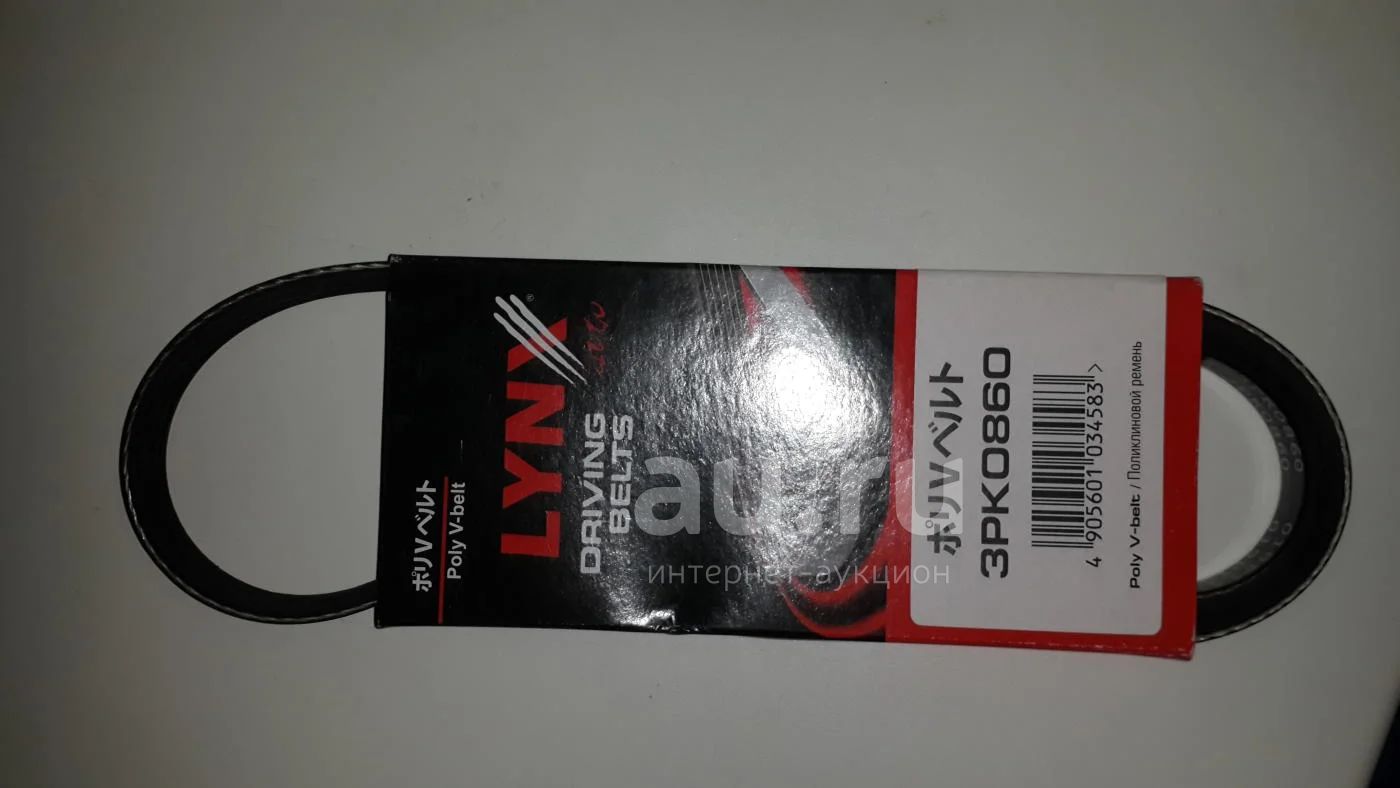 ポリVベルト
Poly V-belt
LYNX
auto
®
DRIVING
BELTS
ポリVベルト
3PK0860
4 905601 034583 >
Poly V-belt / Поликлиновой ремень
au.ru
интернет-аукцион